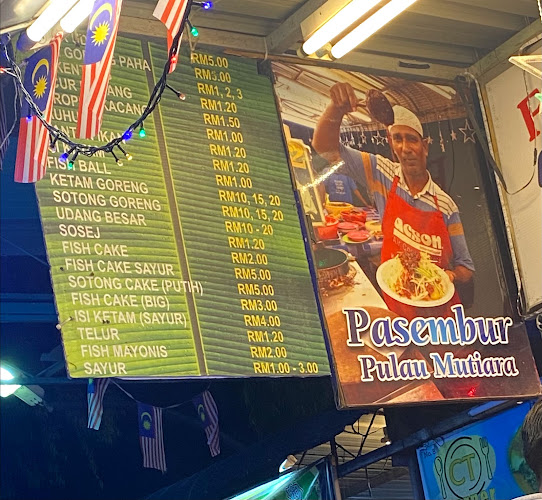 PAHA RM5.00
RM3.00
RM1, 2, 3
KACANG RM1.20
RM1.50
RM1.00
RM1.20
FISH BALL RM1.20
KETAM GORENG RM1.00
SOTONG GORENG RM10, 15, 20
UDANG BESAR RM10, 15, 20
SOSEJ RM10 - 20
FISH CAKE RM1.20
FISH CAKE SAYUR RM2.00
SOTONG CAKE (PUTIH) RM5.00
FISH CAKE (BIG) RM5.00
ISI KETAM (SAYUR) RM3.00
TELUR RM4.00
FISH MAYONIS RM1.20
SAYUR RM2.00
RM1.00 - 3.00
ACSON
Pasembur
Pulau Mutiara
CT